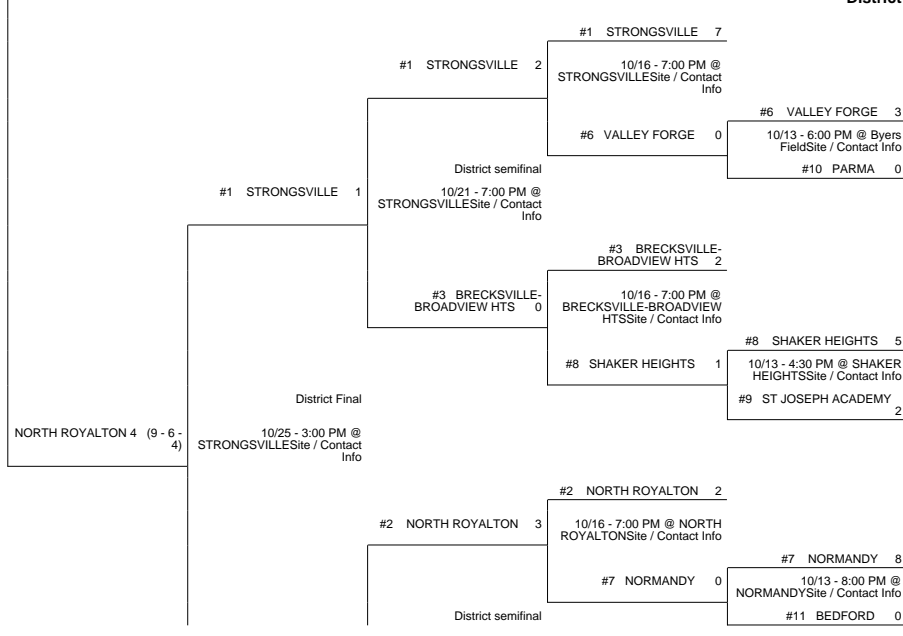 District
#1 STRONGSVILLE 7
#1 STRONGSVILLE 2
10/16 - 7:00 PM @
STRONGSVILLESite / Contact
Info
#6 VALLEY FORGE 3
#6 VALLEY FORGE 0
10/13 - 6:00 PM @ Byers
FieldSite / Contact Info
District semifinal
#10 PARMA 0
#1 STRONGSVILLE 1
10/21 - 7:00 PM @
STRONGSVILLESite / Contact
Info
#3 BRECKSVILLE-
BROADVIEW HTS 2
#3 BRECKSVILLE-
BROADVIEW HTS 0
10/16 - 7:00 PM @
BRECKSVILLE-BROADVIEW
HTSSite / Contact Info
#8 SHAKER HEIGHTS 5
#8 SHAKER HEIGHTS 1
10/13 - 4:30 PM @ SHAKER
HEIGHTSSite / Contact Info
#9 ST JOSEPH ACADEMY
2
District Final
NORTH ROYALTON 4 (9 - 6 -
4)
10/25 - 3:00 PM @
STRONGSVILLESite / Contact
Info
#2 NORTH ROYALTON 2
#2 NORTH ROYALTON 3
10/16 - 7:00 PM @ NORTH
ROYALTONSite / Contact Info
#7 NORMANDY 8
#7 NORMANDY 0
10/13 - 8:00 PM @
NORMANDYSite / Contact Info
District semifinal
#11 BEDFORD 0